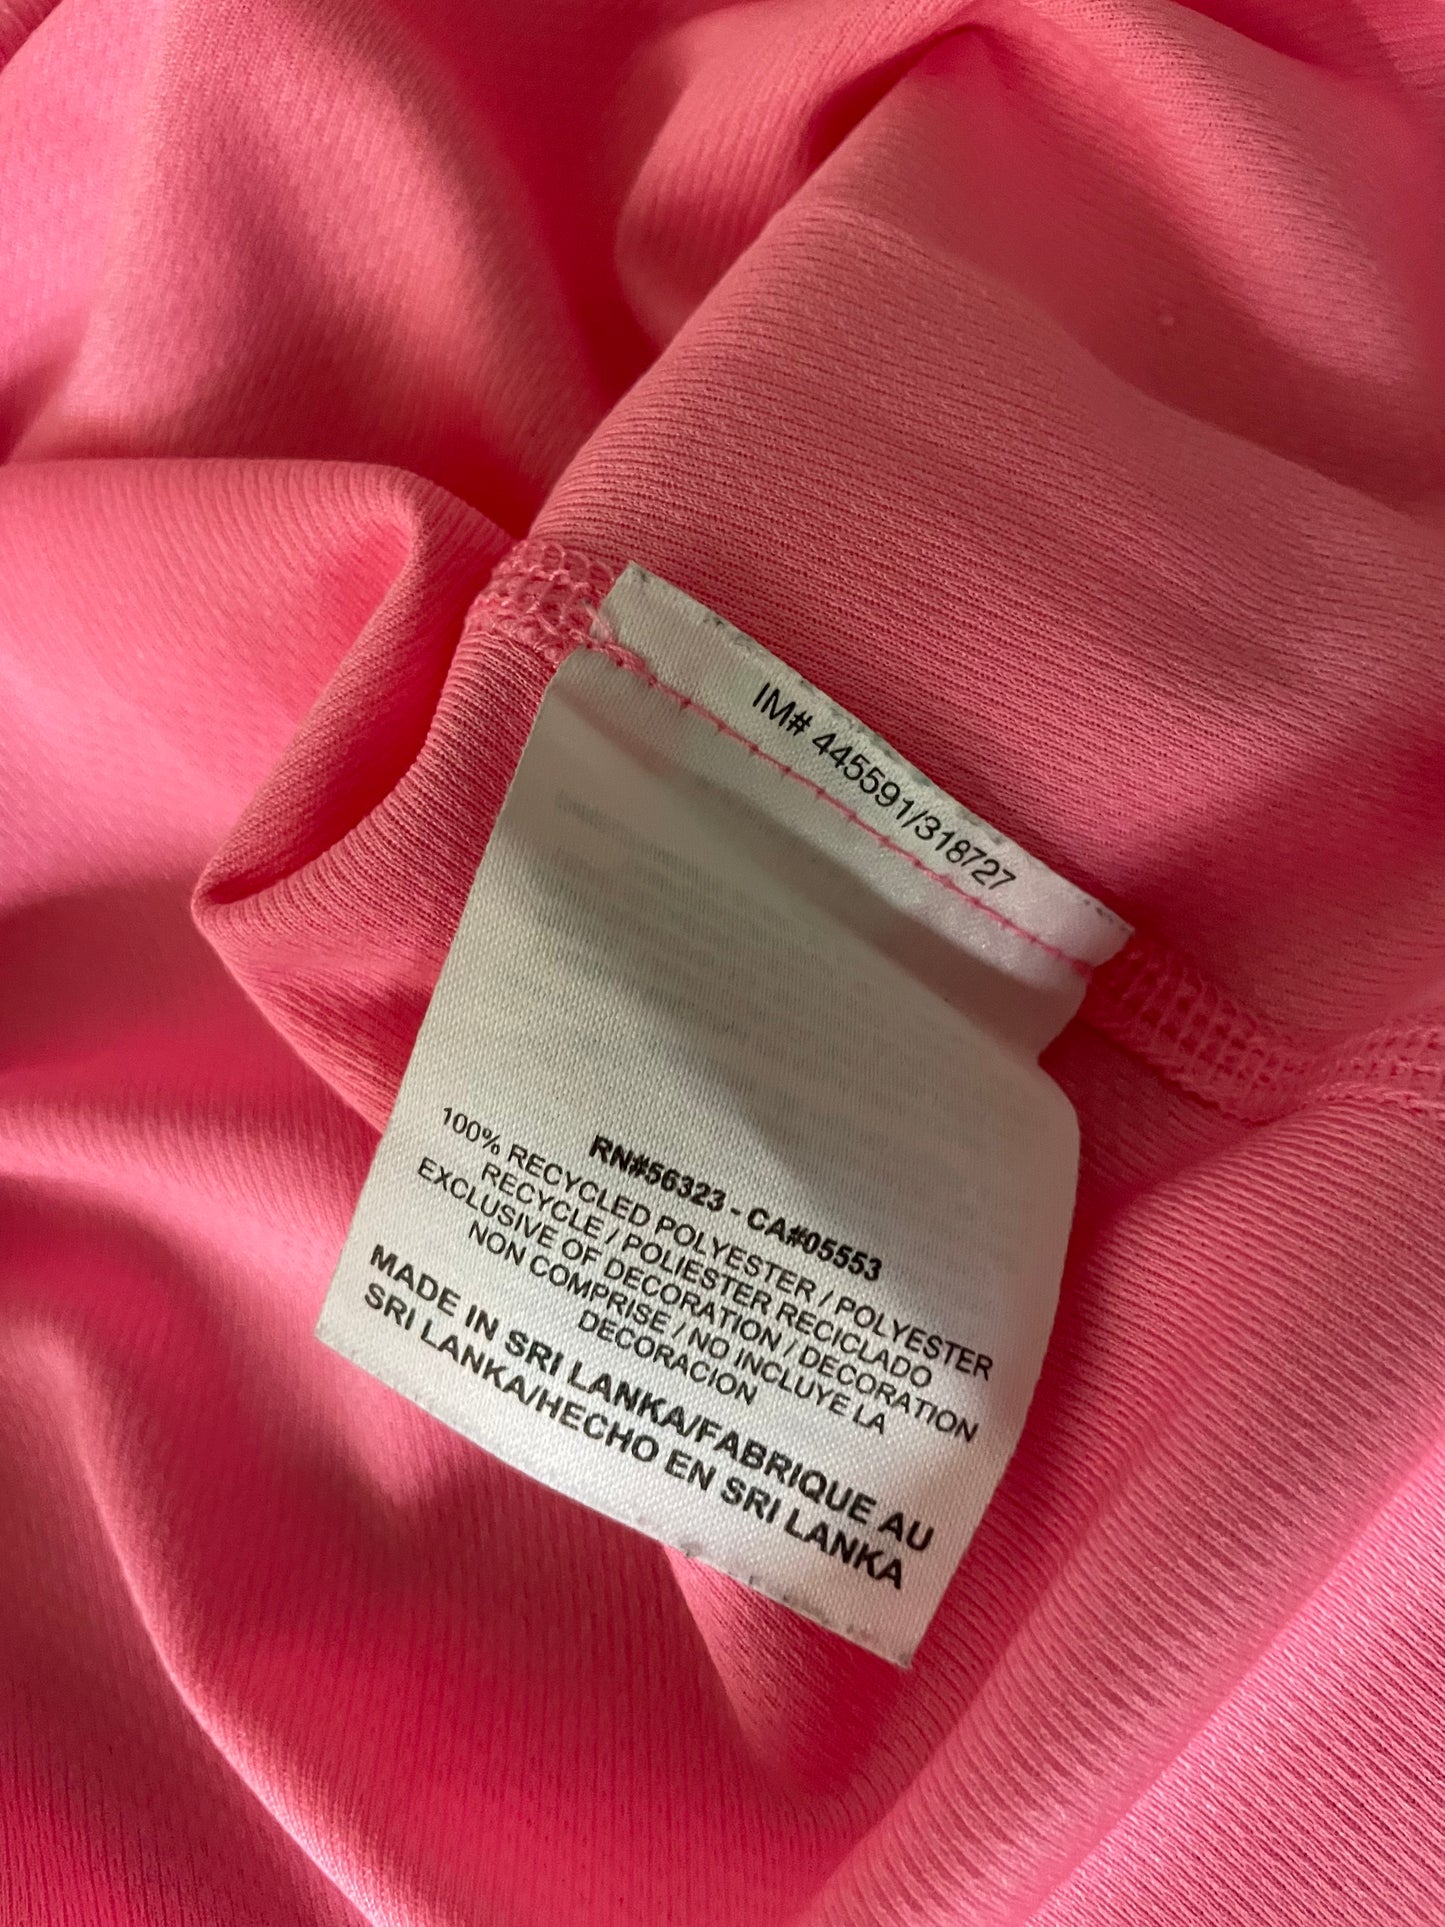 IM# 445591/318727
RN#56323 - CA#05553
100% RECYCLED POLYESTER / POLYESTER
RECYCLE / POLIESTER RECICLADO
EXCLUSIVE OF DECORATION / DECORATION
NON COMPRISE / NO INCLUYE LA
DECORACION
MADE IN SRI LANKA/FABRIQUE AU
SRI LANKA/HECHO EN SRI LANKA